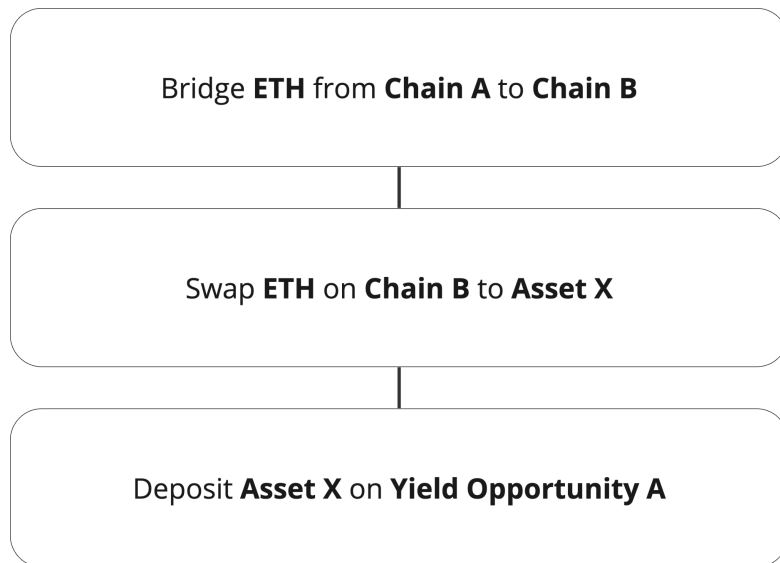 Bridge ETH from Chain A to Chain B
Swap ETH on Chain B to Asset X
Deposit Asset X on Yield Opportunity A